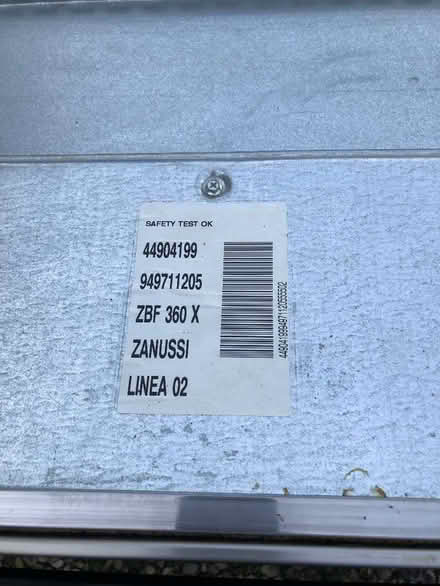 SAFETY TEST OK
44904199
949711205
ZBF 360 X
ZANUSSI
LINEA 02